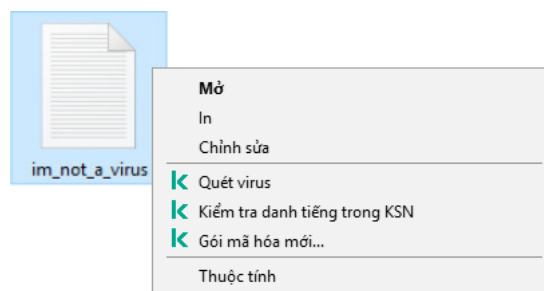 im_not_a_virus
Mở
In
Chỉnh sửa
Quét virus
Kiểm tra danh tiếng trong KSN
Gói mã hóa mới...
Thuộc tính